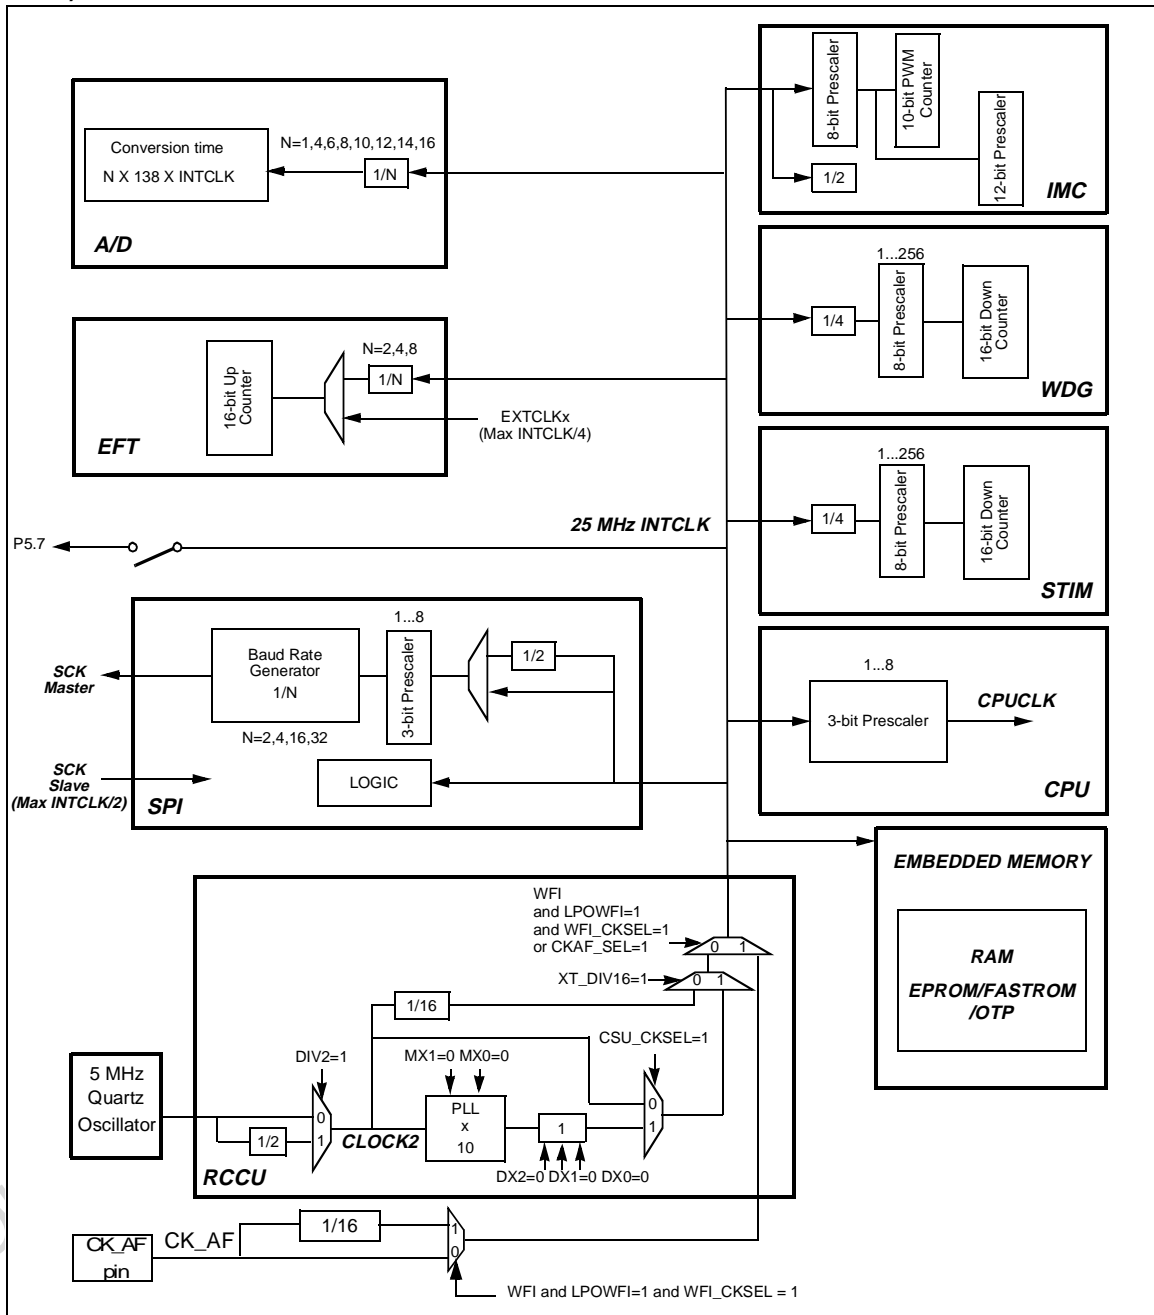 8-bit Prescaler
10-bit PWM
Counter
12-bit Prescaler
1/2
IMC
Conversion time
N X 138 X INTCLK
N=1,4,6,8,10,12,14,16
1/N
A/D
1...256
1/4
8-bit Prescaler
16-bit Down
Counter
WDG
16-bit Up
Counter
N=2,4,8
1/N
EXTCLKx
(Max INTCLK/4)
EFT
1...256
1/4
8-bit Prescaler
16-bit Down
Counter
STIM
25 MHz INTCLK
P5.7
1...8
Baud Rate
Generator
1/N
3-bit Prescaler
1/2
N=2,4,16,32
LOGIC
SCK
Master
SCK
Slave
(Max INTCLK/2)
SPI
1...8
3-bit Prescaler
CPUCLK
CPU
EMBEDDED MEMORY
RAM
EPROM/FASTROM
/OTP
WFI
and LPOWFI=1
and WFI_CKSEL=1
or CKAF_SEL=1
0 1
XT_DIV16=1
0 1
1/16
CSU_CKSEL=1
DIV2=1
MX1=0 MX0=0
5 MHz
Quartz
Oscillator
0
1
1/2
CLOCK2
PLL
x
10
1
0
1
DX2=0 DX1=0 DX0=0
RCCU
CK_AF
pin
CK_AF
1/16
1
0
WFI and LPOWFI=1 and WFI_CKSEL = 1